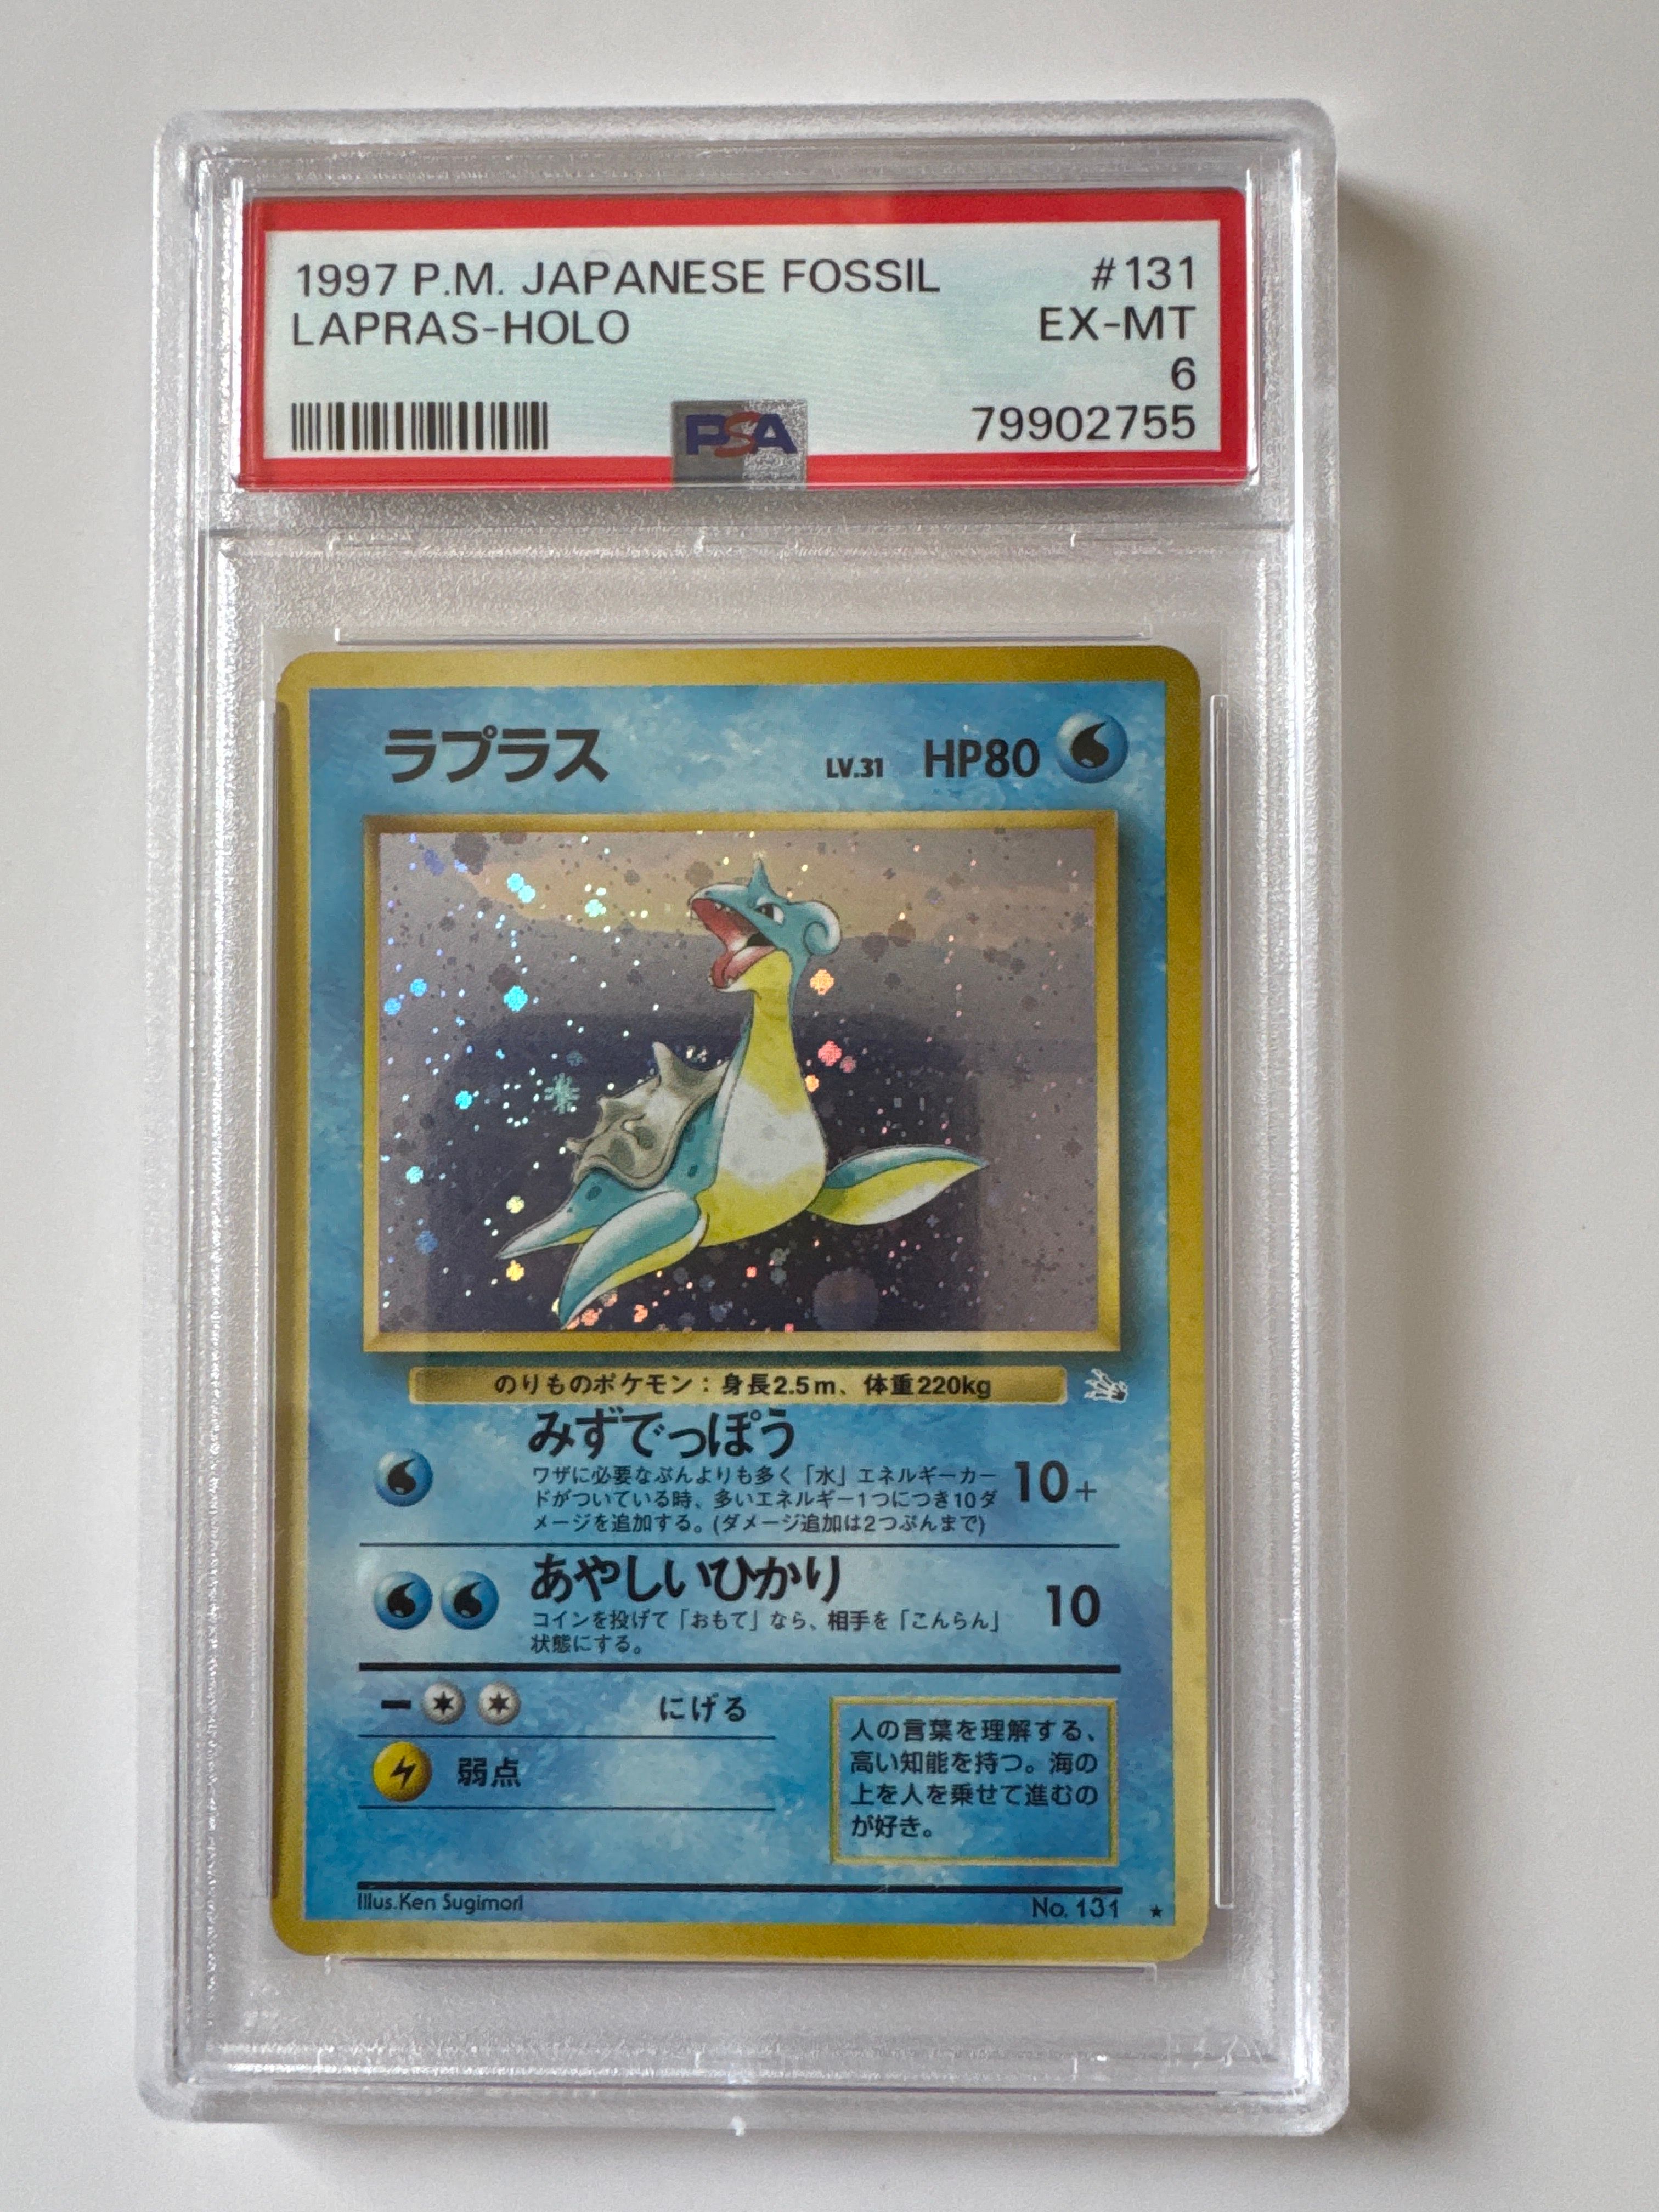 1997 P.M. JAPANESE FOSSIL #131
LAPRAS-HOLO EX-MT
6
PSA 79902755
ラプラス LV.31 HP80
のりものポケモン：身長2.5m、体重220kg
みずでっぽう
ワザに必要なぶんよりも多く「水」エネルギーカー
ドがついている時、多いエネルギー1つにつき10ダ
メージを追加する。(ダメージ追加は2つぶんまで)
10+
あやしいひかり
コインを投げて「おもて」なら、相手を「こんらん」
状態にする。
10
にげる
弱点
人の言葉を理解する、
高い知能を持つ。海の
上を人を乗せて進むの
が好き。
Illus.Ken Sugimori No. 131 ★